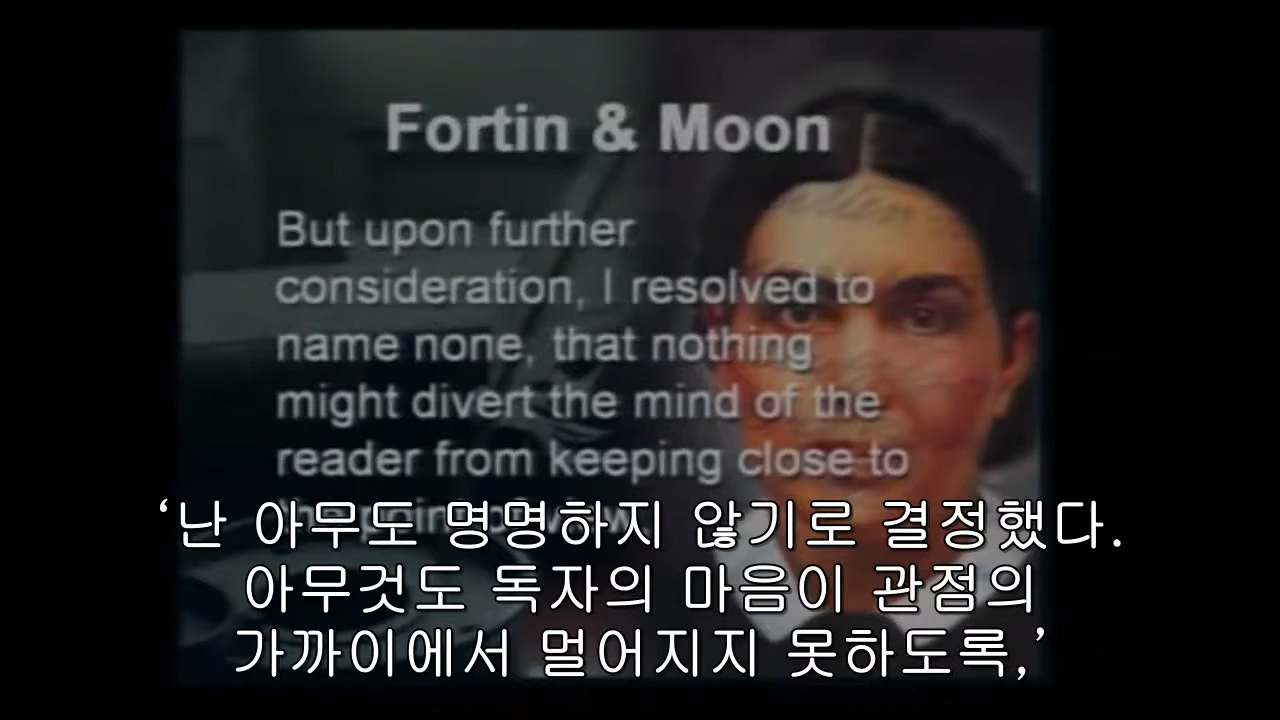 Fortin & Moon
But upon further
consideration, I resolved to
name none, that nothing
might divert the mind of the
reader from keeping close to
‘난 아무도 명명하지 않기로 결정했다.
아무것도 독자의 마음이 관점의
가까이에서 멀어지지 못하도록,’